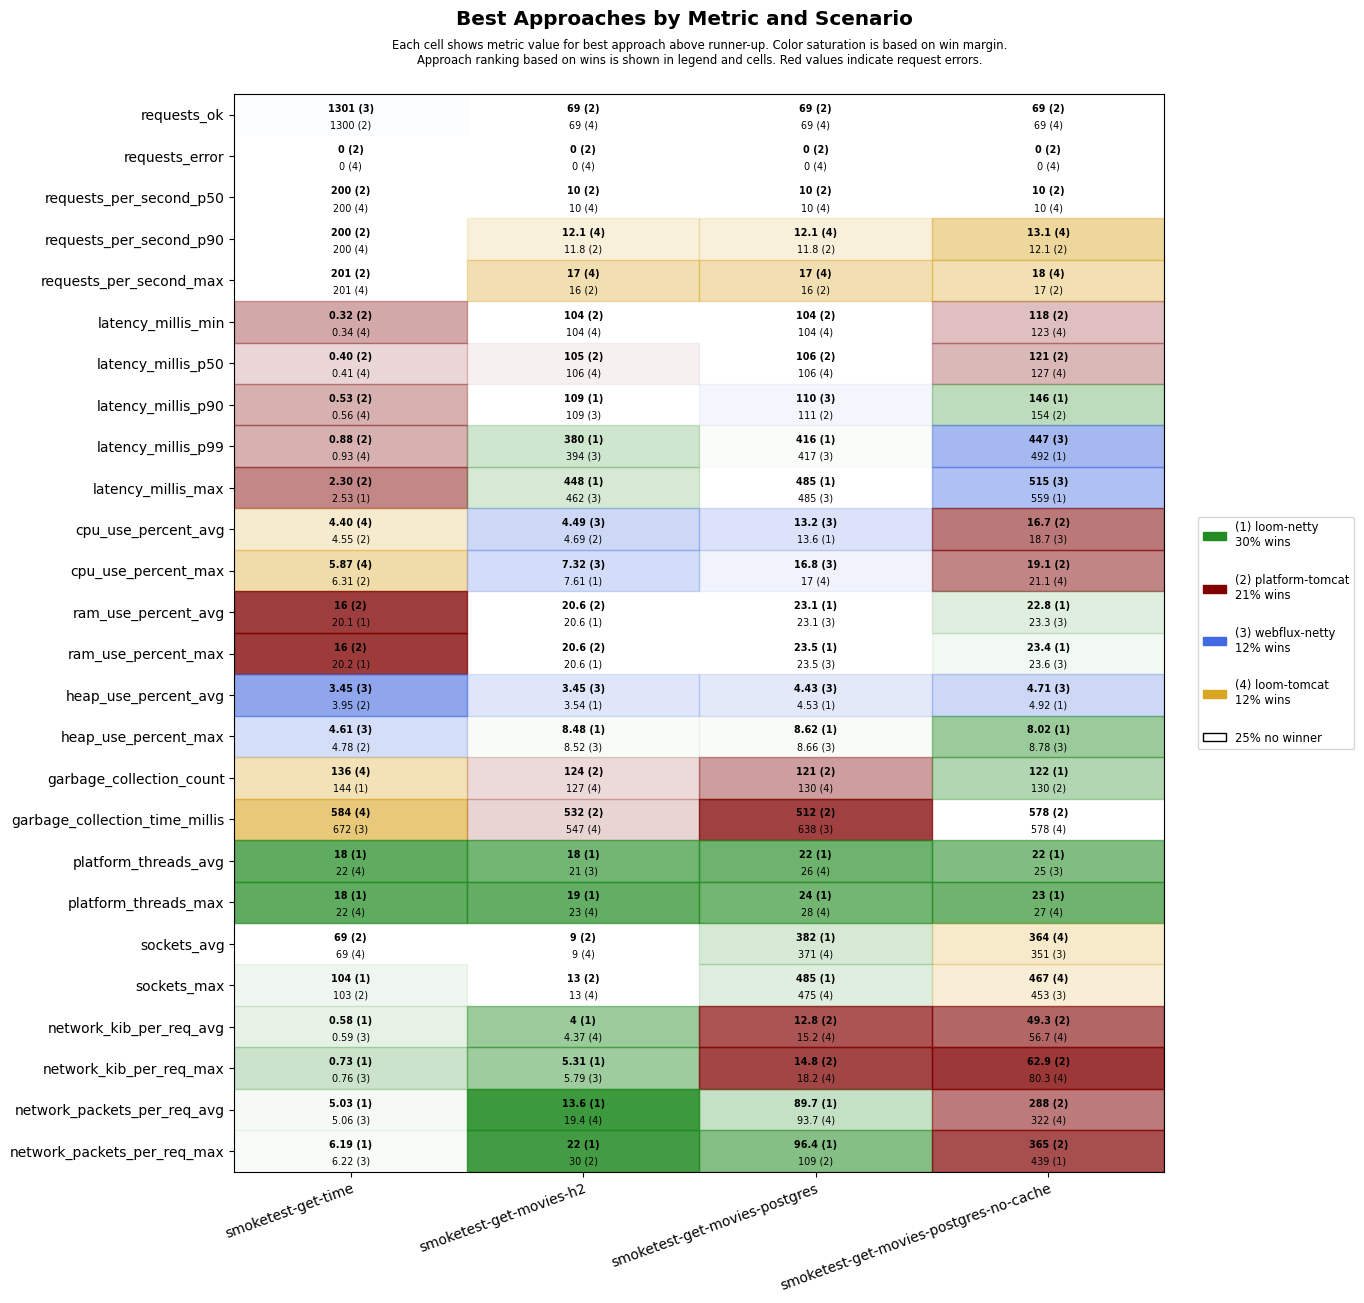 Best Approaches by Metric and Scenario
Each cell shows metric value for best approach above runner-up. Color saturation is based on win margin.
Approach ranking based on wins is shown in legend and cells. Red values indicate request errors.
requests_ok
1301 (3) 69 (2) 69 (2) 69 (2)
1300 (2) 69 (4) 69 (4) 69 (4)
requests_error
0 (2) 0 (2) 0 (2) 0 (2)
0 (4) 0 (4) 0 (4) 0 (4)
requests_per_second_p50
200 (2) 10 (2) 10 (2) 10 (2)
200 (4) 10 (4) 10 (4) 10 (4)
requests_per_second_p90
200 (2) 12.1 (4) 12.1 (4) 13.1 (4)
200 (4) 11.8 (2) 11.8 (2) 12.1 (2)
requests_per_second_max
201 (2) 17 (4) 17 (4) 18 (4)
201 (4) 16 (2) 16 (2) 17 (2)
latency_millis_min
0.32 (2) 104 (2) 104 (2) 118 (2)
0.34 (4) 104 (4) 104 (4) 123 (4)
latency_millis_p50
0.40 (2) 105 (2) 106 (2) 121 (2)
0.41 (4) 106 (4) 106 (4) 127 (4)
latency_millis_p90
0.53 (2) 109 (1) 110 (3) 146 (1)
0.56 (4) 109 (3) 111 (2) 154 (2)
latency_millis_p99
0.88 (2) 380 (1) 416 (1) 447 (3)
0.93 (4) 394 (3) 417 (3) 492 (1)
latency_millis_max
2.30 (2) 448 (1) 485 (1) 515 (3)
2.53 (1) 462 (3) 485 (3) 559 (1)
cpu_use_percent_avg
4.40 (4) 4.49 (3) 13.2 (3) 16.7 (2)
4.55 (2) 4.69 (2) 13.6 (1) 18.7 (3)
cpu_use_percent_max
5.87 (4) 7.32 (3) 16.8 (3) 19.1 (2)
6.31 (2) 7.61 (1) 17 (4) 21.1 (4)
ram_use_percent_avg
16 (2) 20.6 (2) 23.1 (1) 22.8 (1)
20.1 (1) 20.6 (1) 23.1 (3) 23.3 (3)
ram_use_percent_max
16 (2) 20.6 (2) 23.5 (1) 23.4 (1)
20.2 (1) 20.6 (1) 23.5 (3) 23.6 (3)
heap_use_percent_avg
3.45 (3) 3.45 (3) 4.43 (3) 4.71 (3)
3.95 (2) 3.54 (1) 4.53 (1) 4.92 (1)
heap_use_percent_max
4.61 (3) 8.48 (1) 8.62 (1) 8.02 (1)
4.78 (2) 8.52 (3) 8.66 (3) 8.78 (3)
garbage_collection_count
136 (4) 124 (2) 121 (2) 122 (1)
144 (1) 127 (4) 130 (4) 130 (2)
garbage_collection_time_millis
584 (4) 532 (2) 512 (2) 578 (2)
672 (3) 547 (4) 638 (3) 578 (4)
platform_threads_avg
18 (1) 18 (1) 22 (1) 22 (1)
22 (4) 21 (3) 26 (4) 25 (3)
platform_threads_max
18 (1) 19 (1) 24 (1) 23 (1)
22 (4) 23 (4) 28 (4) 27 (4)
sockets_avg
69 (2) 9 (2) 382 (1) 364 (4)
69 (4) 9 (4) 371 (4) 351 (3)
sockets_max
104 (1) 13 (2) 485 (1) 467 (4)
103 (2) 13 (4) 475 (4) 453 (3)
network_kib_per_req_avg
0.58 (1) 4 (1) 12.8 (2) 49.3 (2)
0.59 (3) 4.37 (4) 15.2 (4) 56.7 (4)
network_kib_per_req_max
0.73 (1) 5.31 (1) 14.8 (2) 62.9 (2)
0.76 (3) 5.79 (3) 18.2 (4) 80.3 (4)
network_packets_per_req_avg
5.03 (1) 13.6 (1) 89.7 (1) 288 (2)
5.06 (3) 19.4 (4) 93.7 (4) 322 (4)
network_packets_per_req_max
6.19 (1) 22 (1) 96.4 (1) 365 (2)
6.22 (3) 30 (2) 109 (2) 439 (1)
smoketest-get-time
smoketest-get-movies-h2
smoketest-get-movies-postgres
smoketest-get-movies-postgres-no-cache
(1) loom-netty
30% wins
(2) platform-tomcat
21% wins
(3) webflux-netty
12% wins
(4) loom-tomcat
12% wins
25% no winner